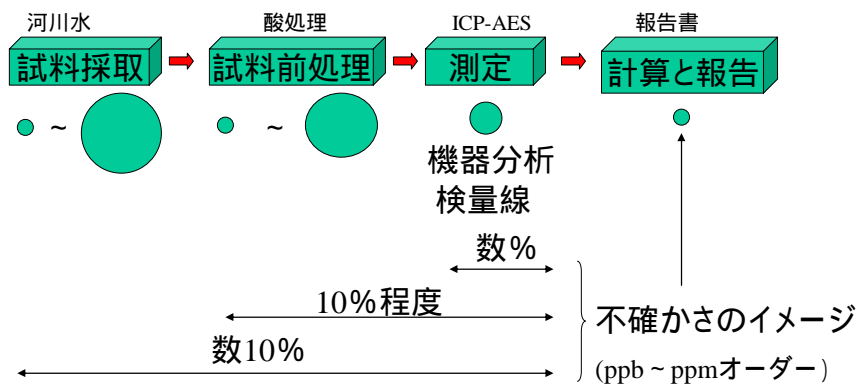 河川水
酸処理
ICP-AES
報告書
試料採取
試料前処理
測定
計算と報告
~
~
機器分析
検量線
数%
10%程度
数10%
不確かさのイメージ
(ppb~ppmオーダー)